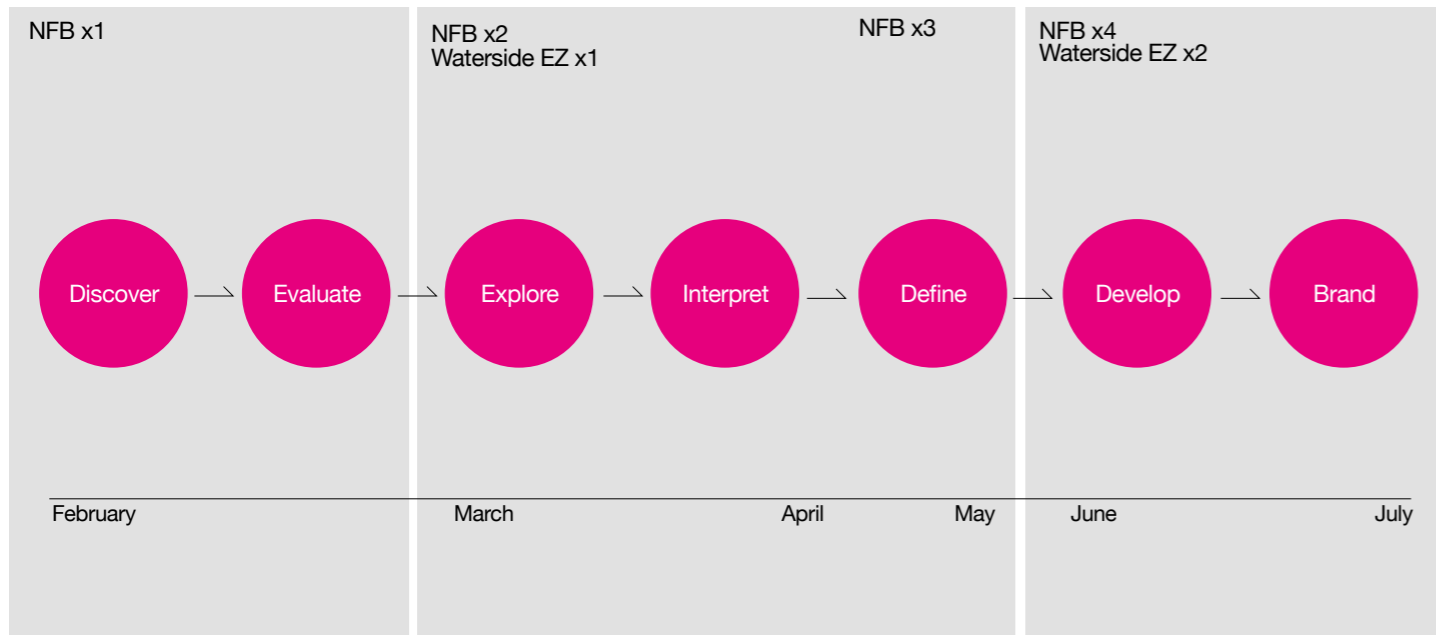 NFB x1
NFB x2
Waterside EZ x1
NFB x3
NFB x4
Waterside EZ x2
Discover
Evaluate
Explore
Interpret
Define
Develop
Brand
February
March
April
May
June
July